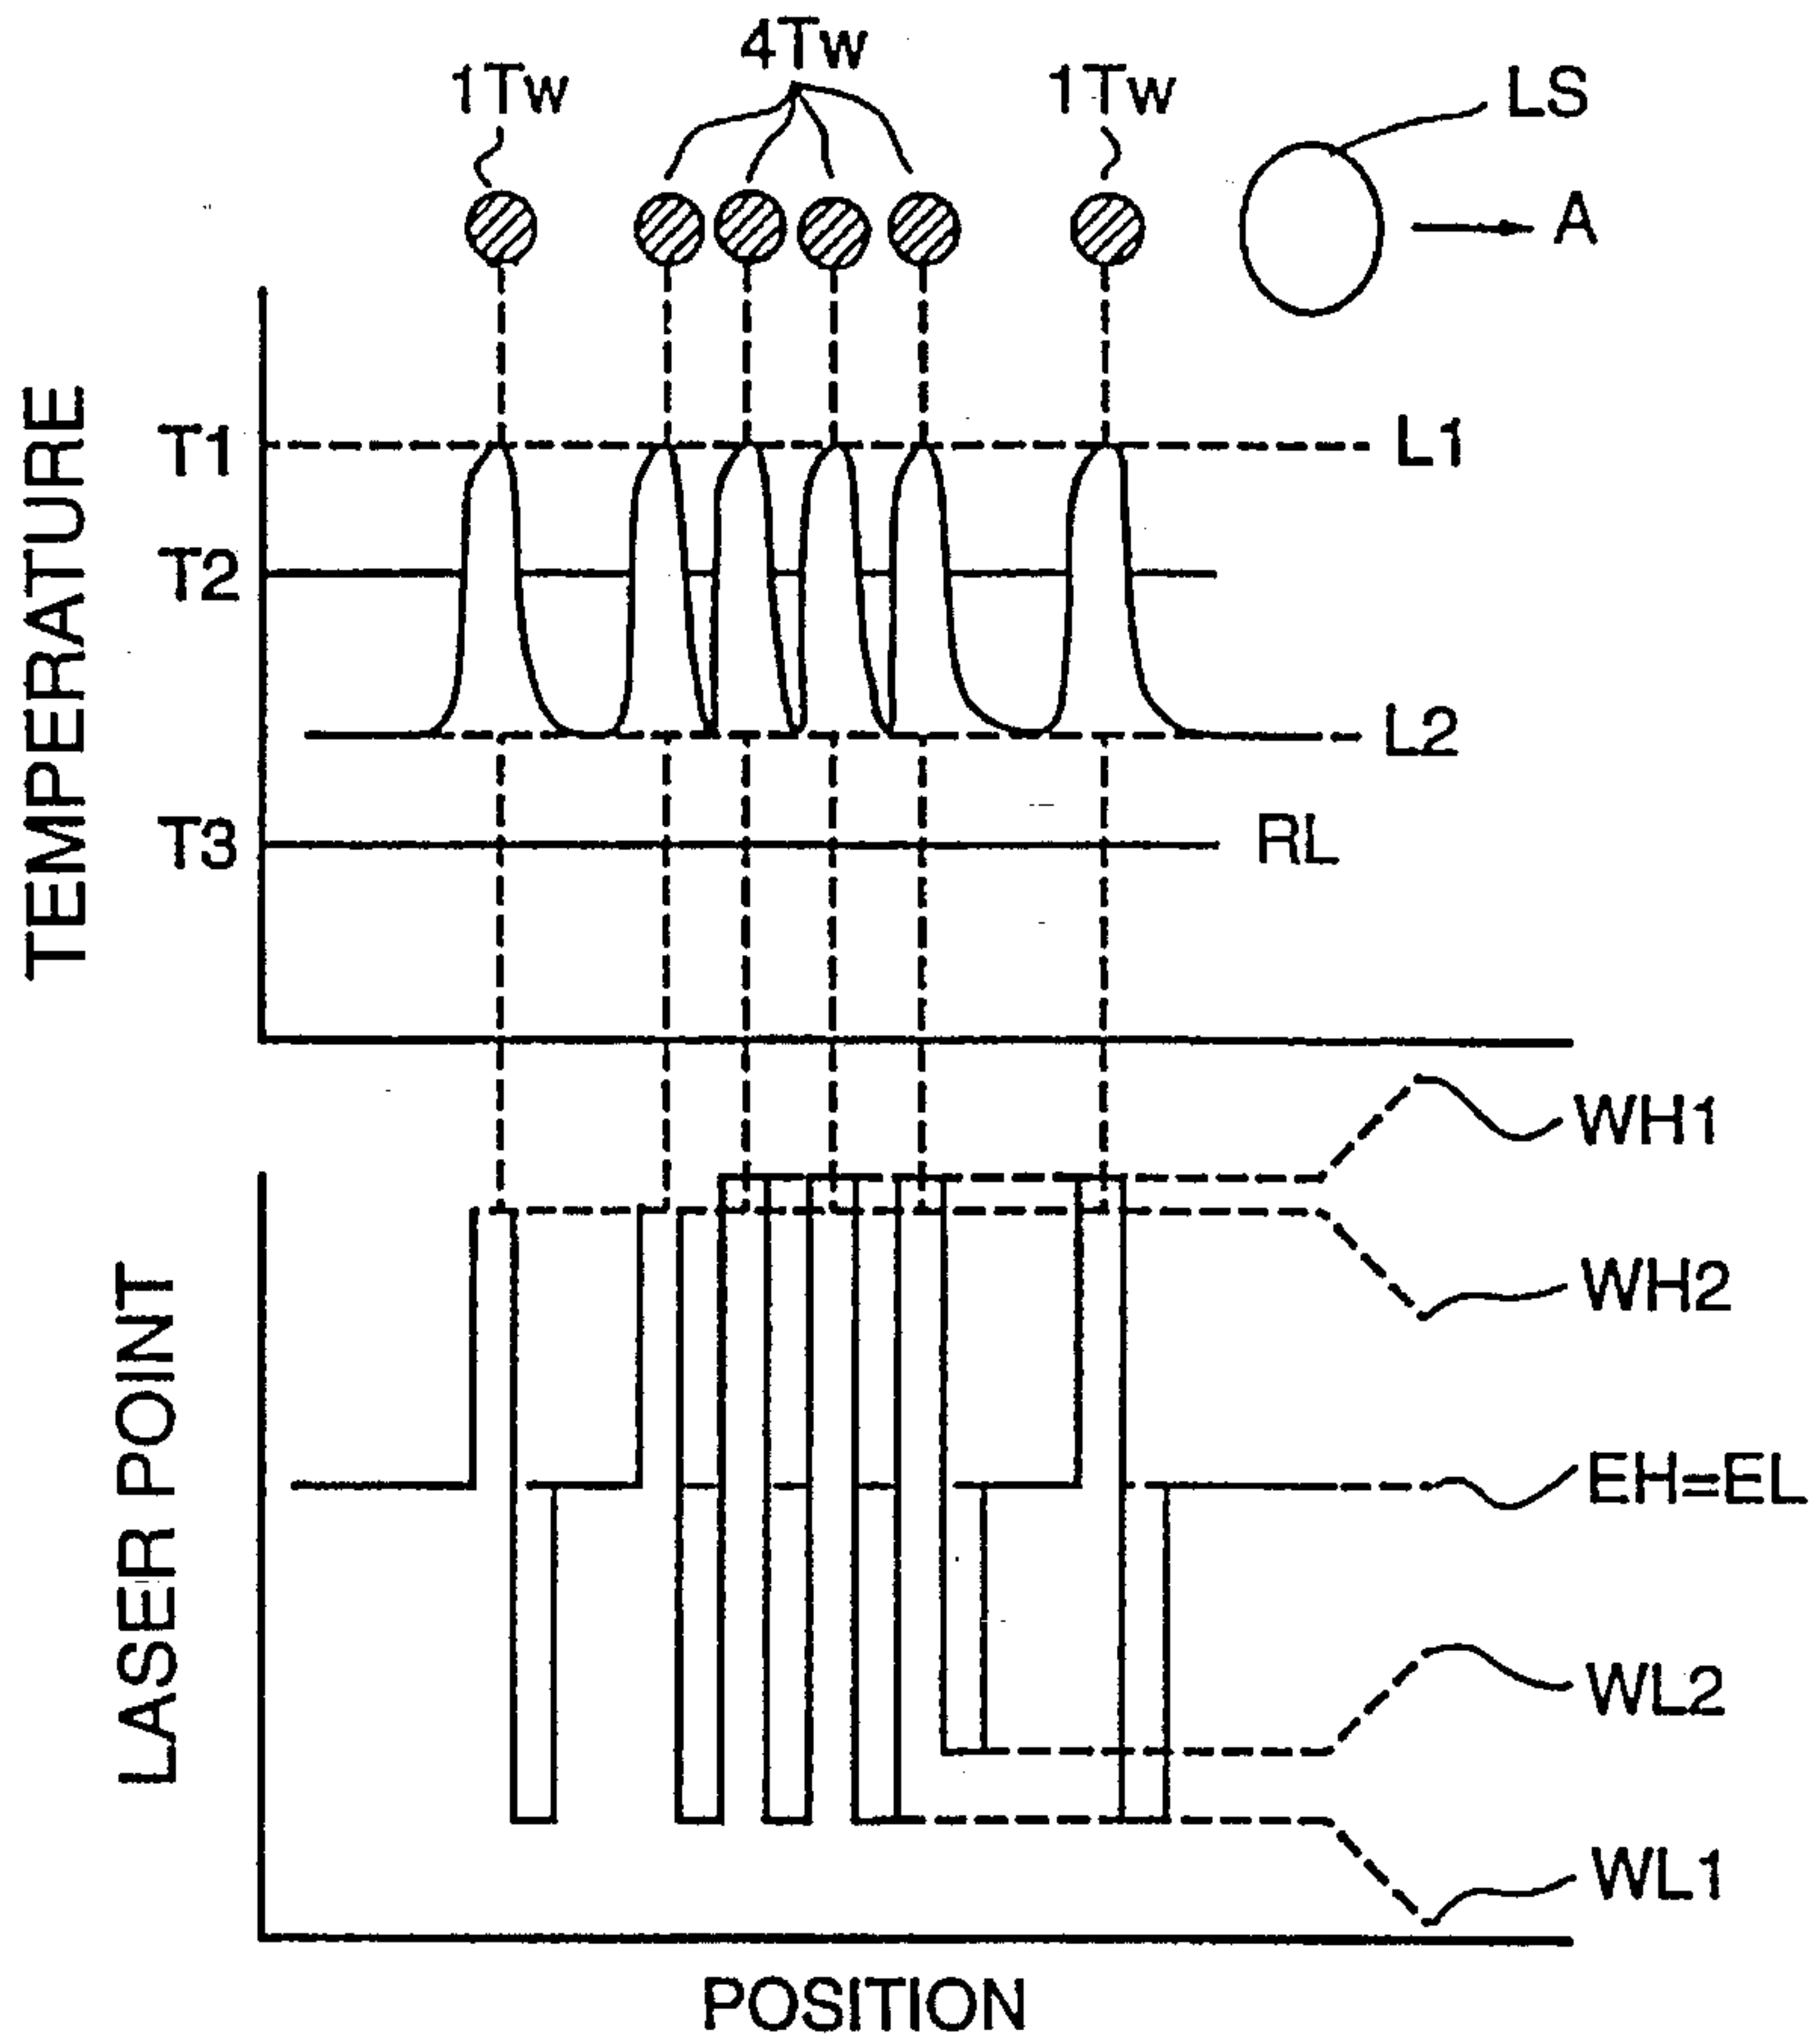 4Tw
1Tw
1Tw
LS
A
TEMPERATURE
T1
L1
T2
L2
T3
RL
WH1
WH2
LASER POINT
EH=EL
WL2
WL1
POSITION